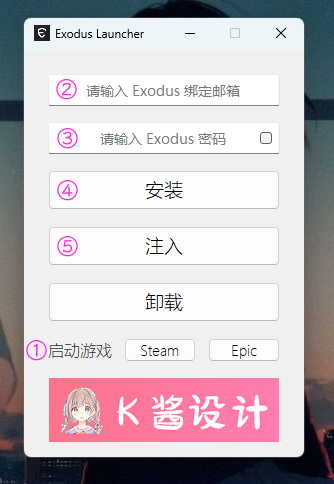 Exodus Launcher
② 请输入 Exodus 绑定邮箱
③ 请输入 Exodus 密码
④ 安装
⑤ 注入
卸载
①启动游戏 Steam Epic
K酱设计